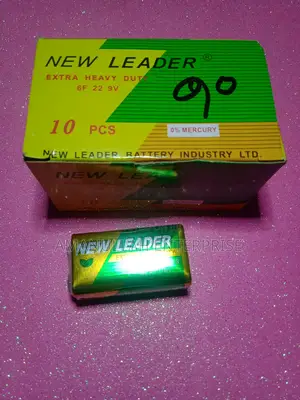 NEW LEADER ®
EXTRA HEAVY DUTY
6F 22 9V
90
10 PCS
0% MERCURY
NEW LEADER BATTERY INDUSTRY LTD.
NEW LEADER